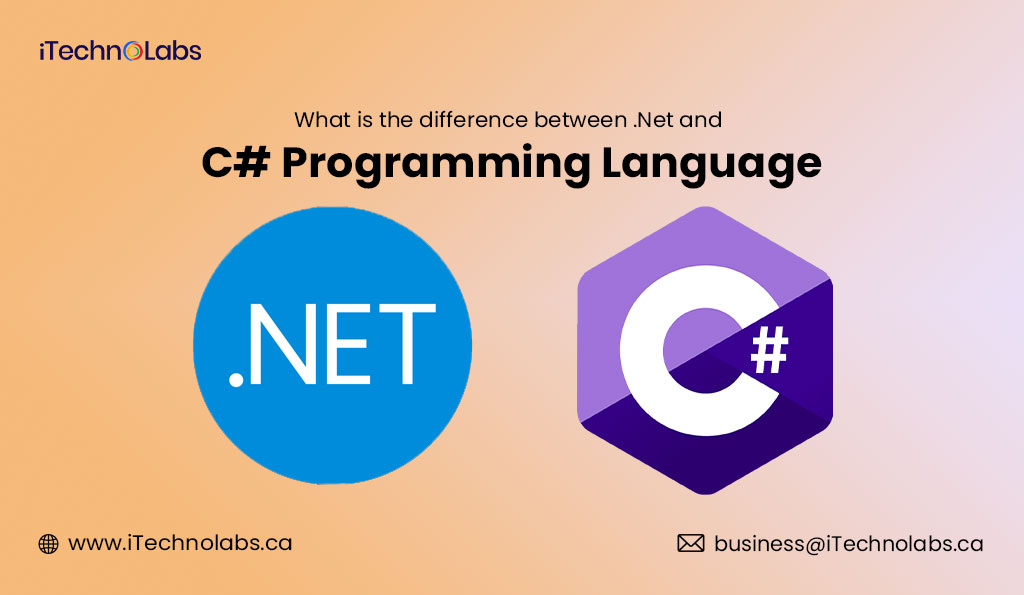 iTechnoLabs
What is the difference between .Net and
C# Programming Language
.NET
C#
www.iTechnolabs.ca
business@iTechnolabs.ca